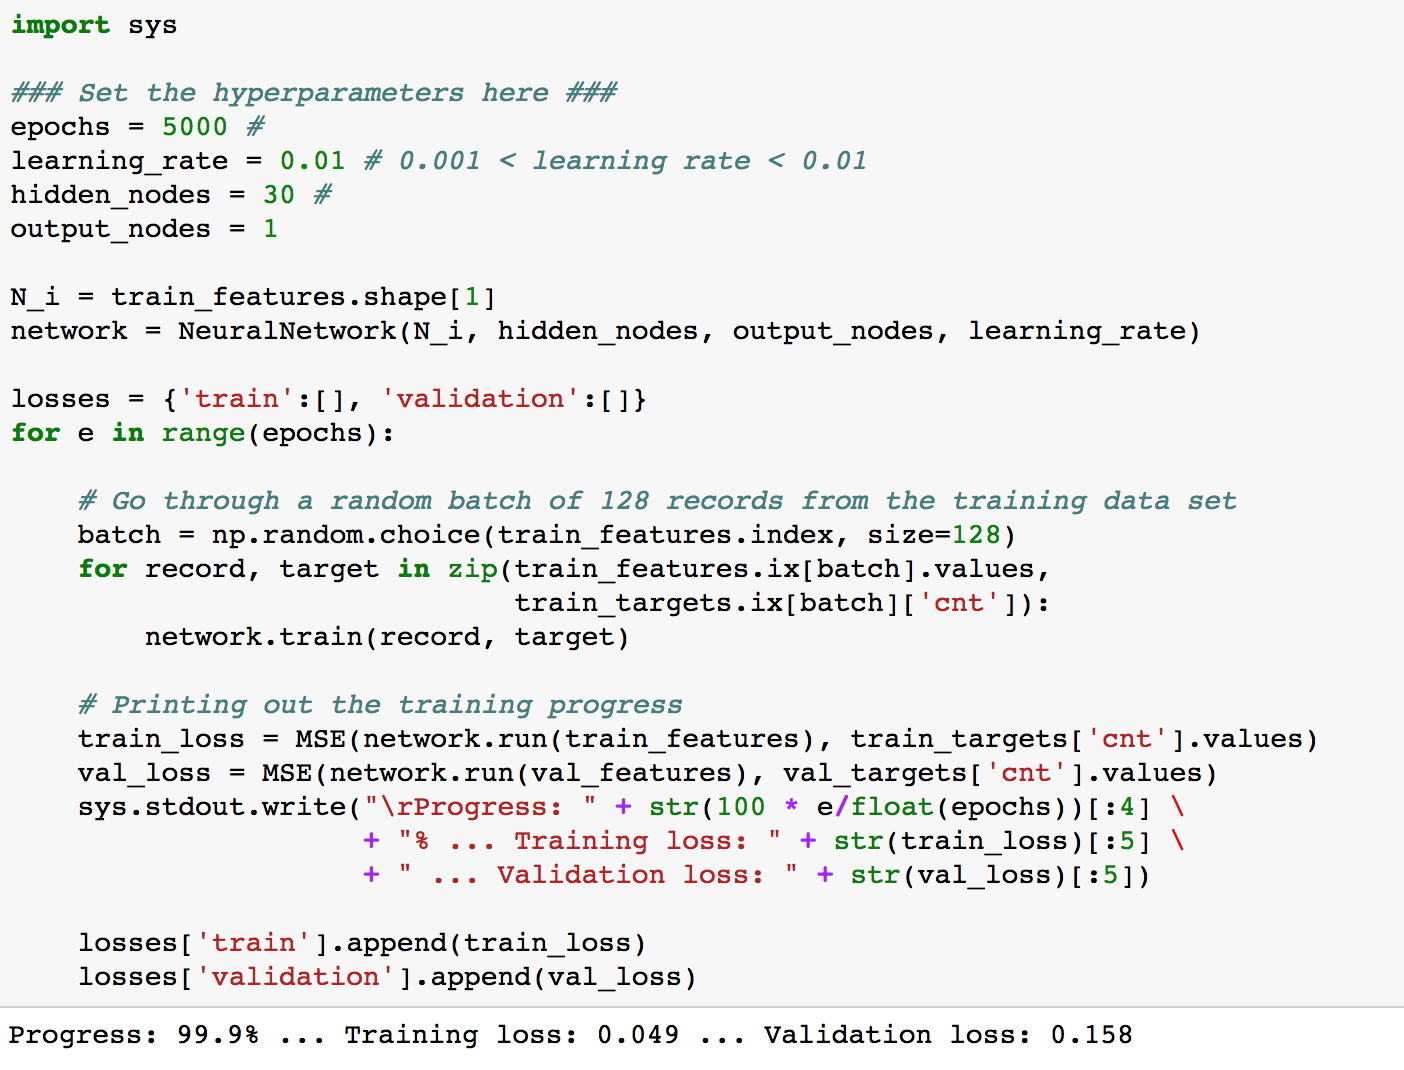 import sys
### Set the hyperparameters here ###
epochs = 5000 #
learning_rate = 0.01 # 0.001 < learning rate < 0.01
hidden_nodes = 30 #
output_nodes = 1
N_i = train_features.shape[1]
network = NeuralNetwork(N_i, hidden_nodes, output_nodes, learning_rate)
losses = {'train':[], 'validation':[]}
for e in range(epochs):
    # Go through a random batch of 128 records from the training data set
    batch = np.random.choice(train_features.index, size=128)
    for record, target in zip(train_features.ix[batch].values,
                              train_targets.ix[batch]['cnt']):
        network.train(record, target)
    # Printing out the training progress
    train_loss = MSE(network.run(train_features), train_targets['cnt'].values)
    val_loss = MSE(network.run(val_features), val_targets['cnt'].values)
    sys.stdout.write("\rProgress: " + str(100 * e/float(epochs))[:4] \
                     + "% ... Training loss: " + str(train_loss)[:5] \
                     + " ... Validation loss: " + str(val_loss)[:5])
    losses['train'].append(train_loss)
    losses['validation'].append(val_loss)
Progress: 99.9% ... Training loss: 0.049 ... Validation loss: 0.158